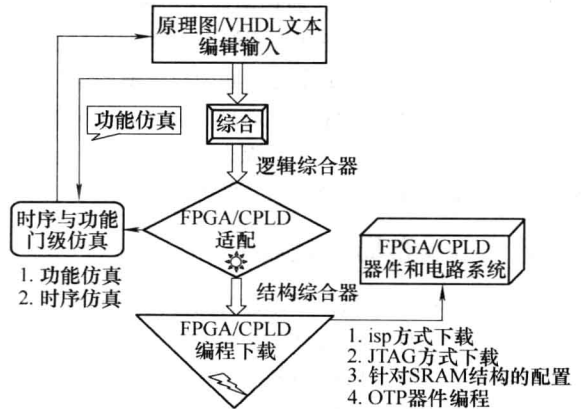 原理图/VHDL文本
编辑输入
功能仿真
综合
逻辑综合器
时序与功能
门级仿真
1. 功能仿真
2. 时序仿真
FPGA/CPLD
适配
FPGA/CPLD
器件和电路系统
结构综合器
FPGA/CPLD
编程下载
1. isp方式下载
2. JTAG方式下载
3. 针对SRAM结构的配置
4. OTP器件编程